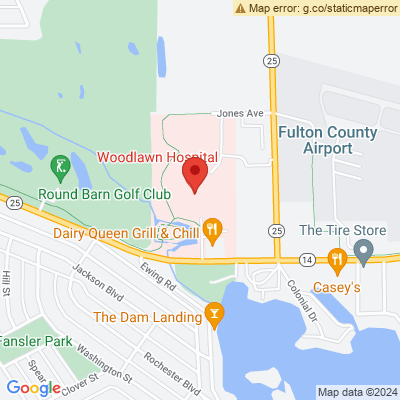 Map error: g.co/staticmaperror
25
Jones Ave
Fulton County
Airport
Woodlawn Hospital
Round Barn Golf Club
25
25
Dairy Queen Grill & Chill
The Tire Store
14
Ewing Rd
Casey's
Jackson Blvd
Colonial Dr
Hill St
The Dam Landing
Fansler Park
Washington St
Rochester Blvd
Spear
Clover St
Google
Map data ©2024